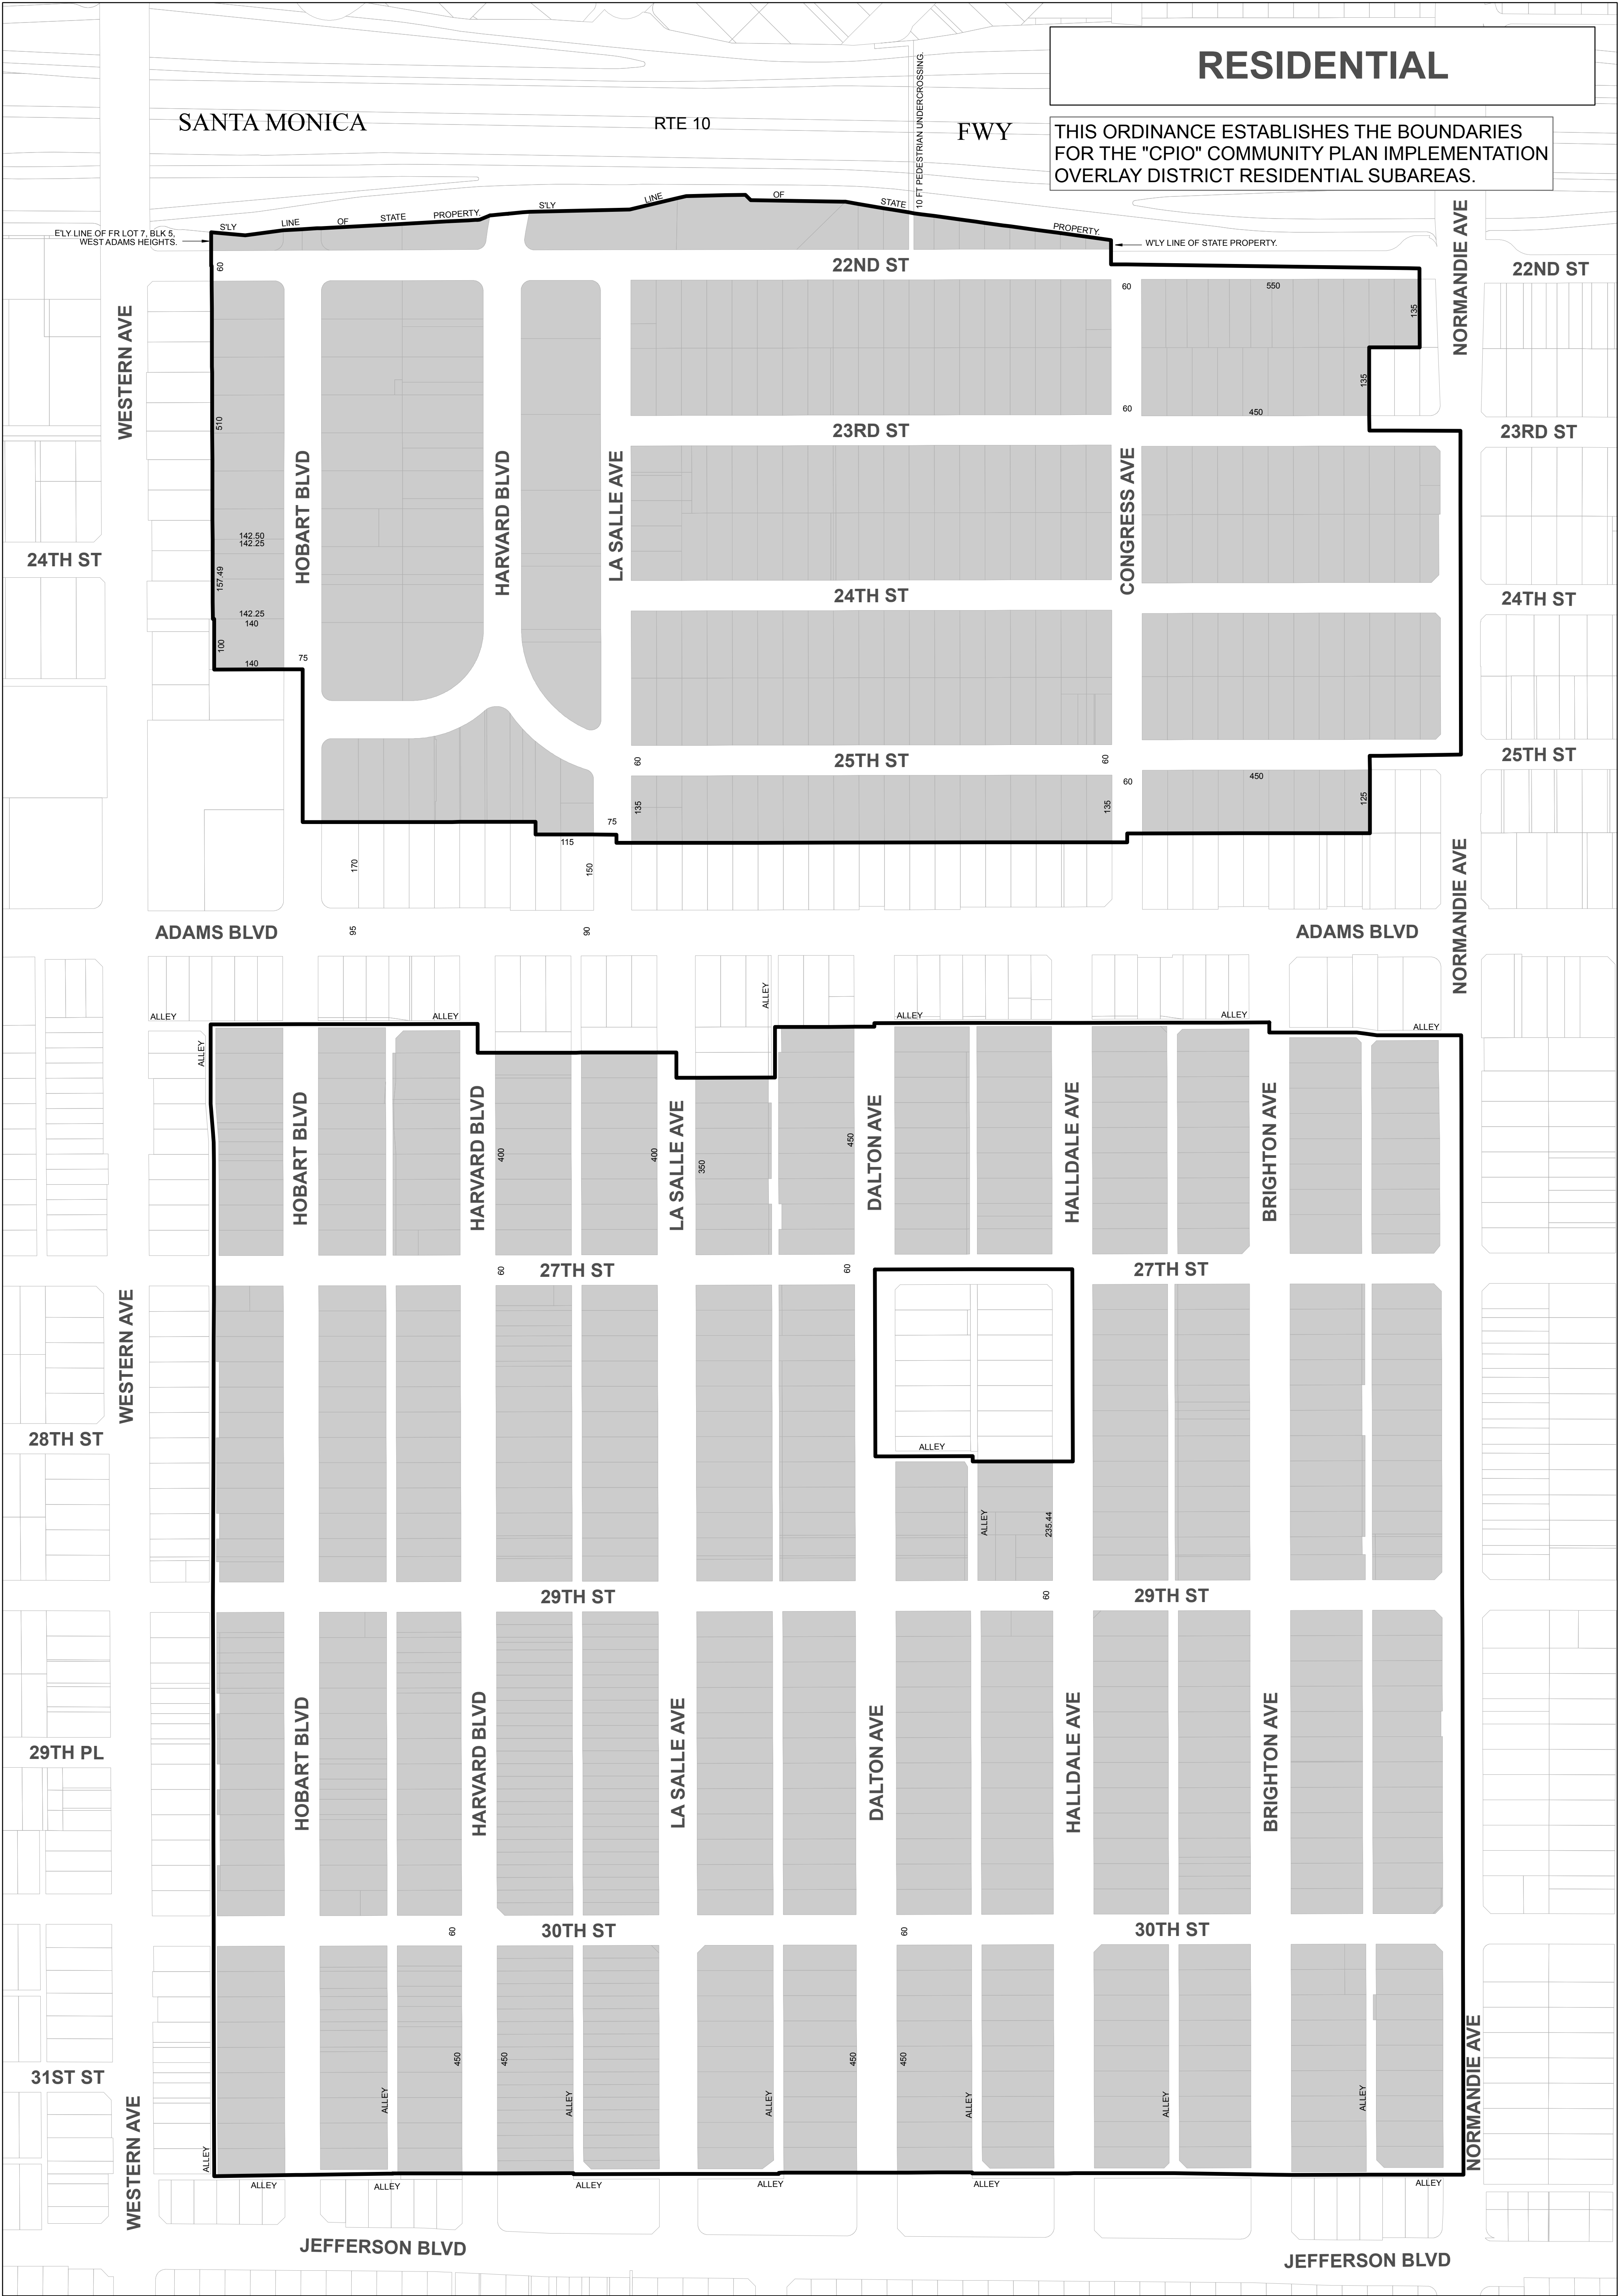 RESIDENTIAL
THIS ORDINANCE ESTABLISHES THE BOUNDARIES
FOR THE "CPIO" COMMUNITY PLAN IMPLEMENTATION
OVERLAY DISTRICT RESIDENTIAL SUBAREAS.
SANTA MONICA
RTE 10
FWY
10 FT PEDESTRIAN UNDERCROSSING.
S'LY LINE OF STATE PROPERTY.
S'LY LINE OF STATE PROPERTY.
E'LY LINE OF FR LOT 7, BLK 5,
WEST ADAMS HEIGHTS.
W'LY LINE OF STATE PROPERTY.
NORMANDIE AVE
22ND ST
22ND ST
60
60
550
135
WESTERN AVE
135
60
450
510
23RD ST
23RD ST
HOBART BLVD
HARVARD BLVD
LA SALLE AVE
CONGRESS AVE
142.50
142.25
24TH ST
157.49
24TH ST
24TH ST
142.25
140
100
140
75
25TH ST
25TH ST
60
60
60
450
135
135
125
75
115
170
150
NORMANDIE AVE
ADAMS BLVD
95
90
ADAMS BLVD
ALLEY
ALLEY
ALLEY
ALLEY
ALLEY
ALLEY
ALLEY
HOBART BLVD
HARVARD BLVD
400
400
LA SALLE AVE
350
450
DALTON AVE
HALLDALE AVE
BRIGHTON AVE
60
27TH ST
60
27TH ST
WESTERN AVE
28TH ST
ALLEY
ALLEY
235.44
29TH ST
60
29TH ST
HOBART BLVD
HARVARD BLVD
LA SALLE AVE
DALTON AVE
HALLDALE AVE
BRIGHTON AVE
29TH PL
60
30TH ST
60
30TH ST
450
450
450
450
31ST ST
NORMANDIE AVE
WESTERN AVE
ALLEY
ALLEY
ALLEY
ALLEY
ALLEY
ALLEY
ALLEY
ALLEY
ALLEY
ALLEY
ALLEY
ALLEY
ALLEY
JEFFERSON BLVD
JEFFERSON BLVD